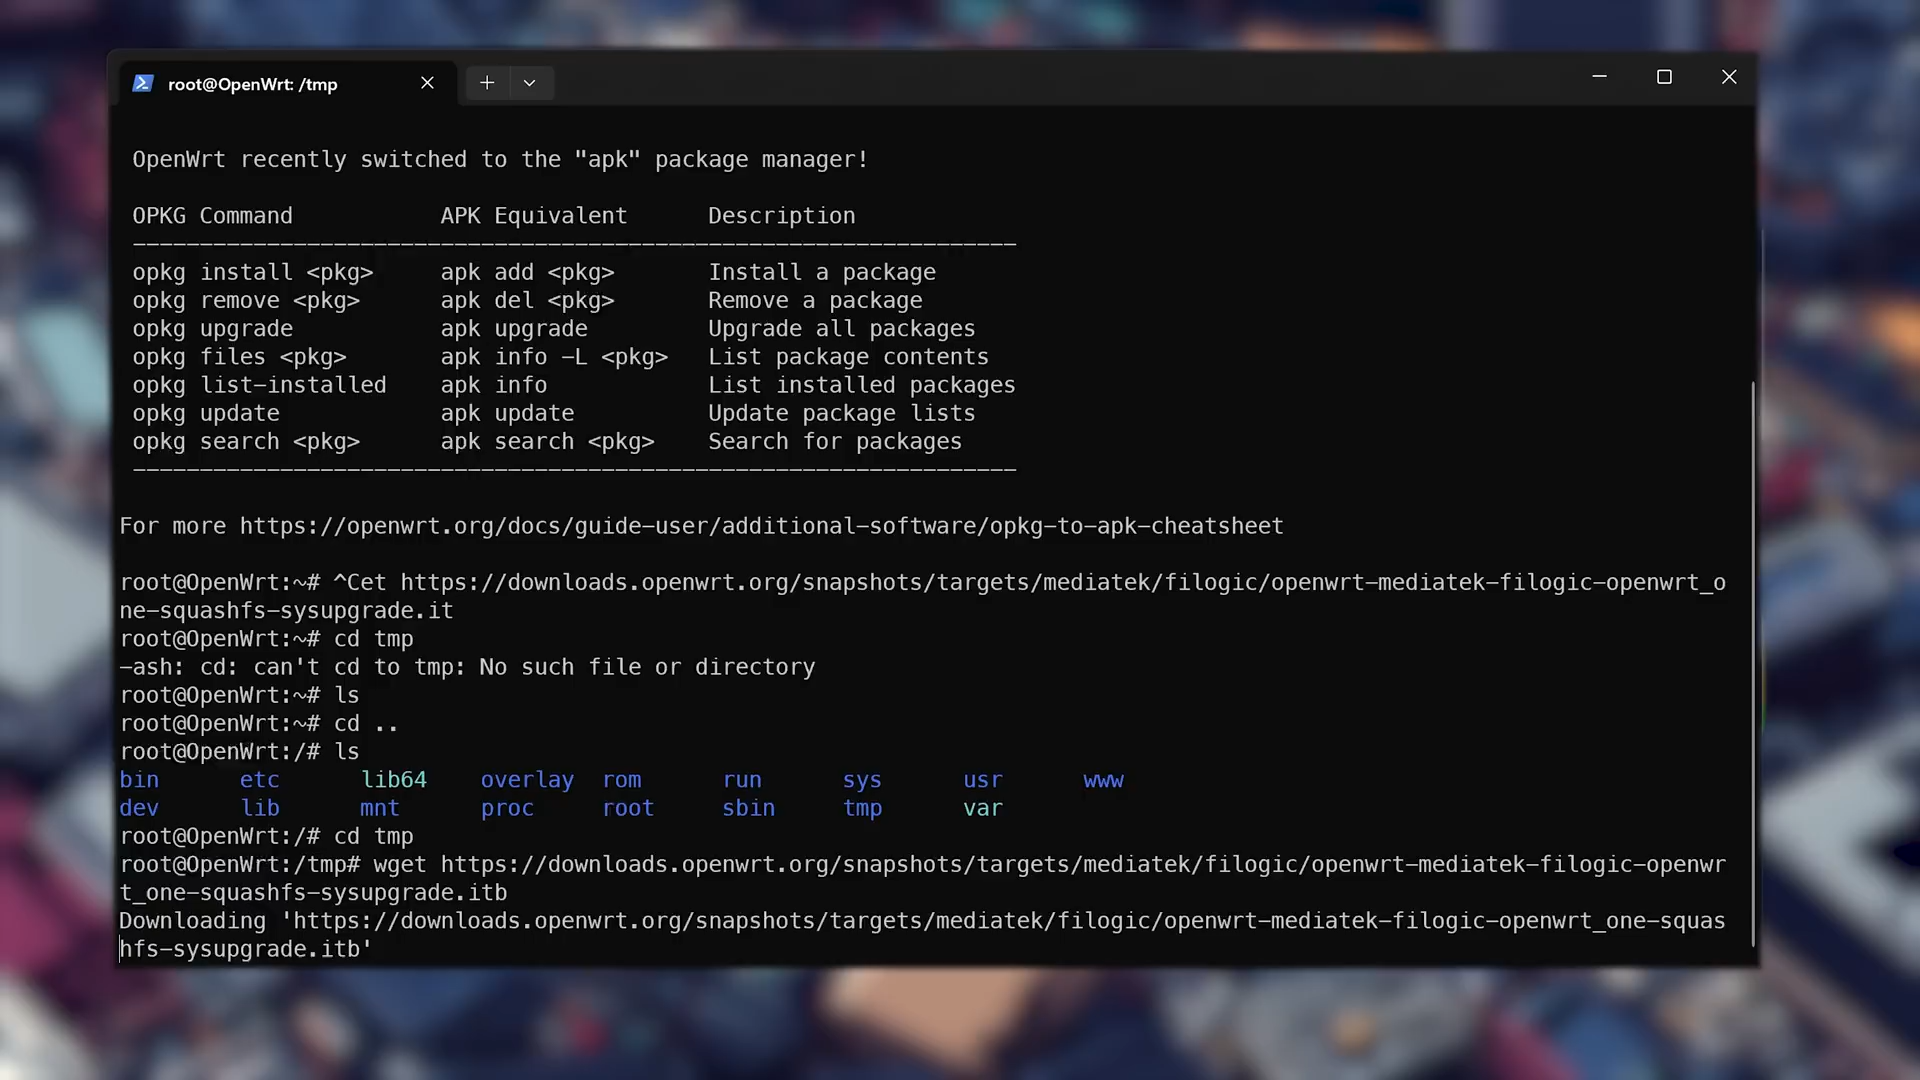 root@OpenWrt: /tmp
OpenWrt recently switched to the "apk" package manager!
OPKG Command APK Equivalent Description
opkg install <pkg> apk add <pkg> Install a package
opkg remove <pkg> apk del <pkg> Remove a package
opkg upgrade apk upgrade Upgrade all packages
opkg files <pkg> apk info -L <pkg> List package contents
opkg list-installed apk info List installed packages
opkg update apk update Update package lists
opkg search <pkg> apk search <pkg> Search for packages
For more https://openwrt.org/docs/guide-user/additional-software/opkg-to-apk-cheatsheet
root@OpenWrt:~# ^Cet https://downloads.openwrt.org/snapshots/targets/mediatek/filogic/openwrt-mediatek-filogic-openwrt_o
ne-squashfs-sysupgrade.it
root@OpenWrt:~# cd tmp
-ash: cd: can't cd to tmp: No such file or directory
root@OpenWrt:~# ls
root@OpenWrt:~# cd ..
root@OpenWrt:/# ls
bin etc lib64 overlay rom run sys usr www
dev lib mnt proc root sbin tmp var
root@OpenWrt:/# cd tmp
root@OpenWrt:/tmp# wget https://downloads.openwrt.org/snapshots/targets/mediatek/filogic/openwrt-mediatek-filogic-openwr
t_one-squashfs-sysupgrade.itb
Downloading 'https://downloads.openwrt.org/snapshots/targets/mediatek/filogic/openwrt-mediatek-filogic-openwrt_one-squas
hfs-sysupgrade.itb'